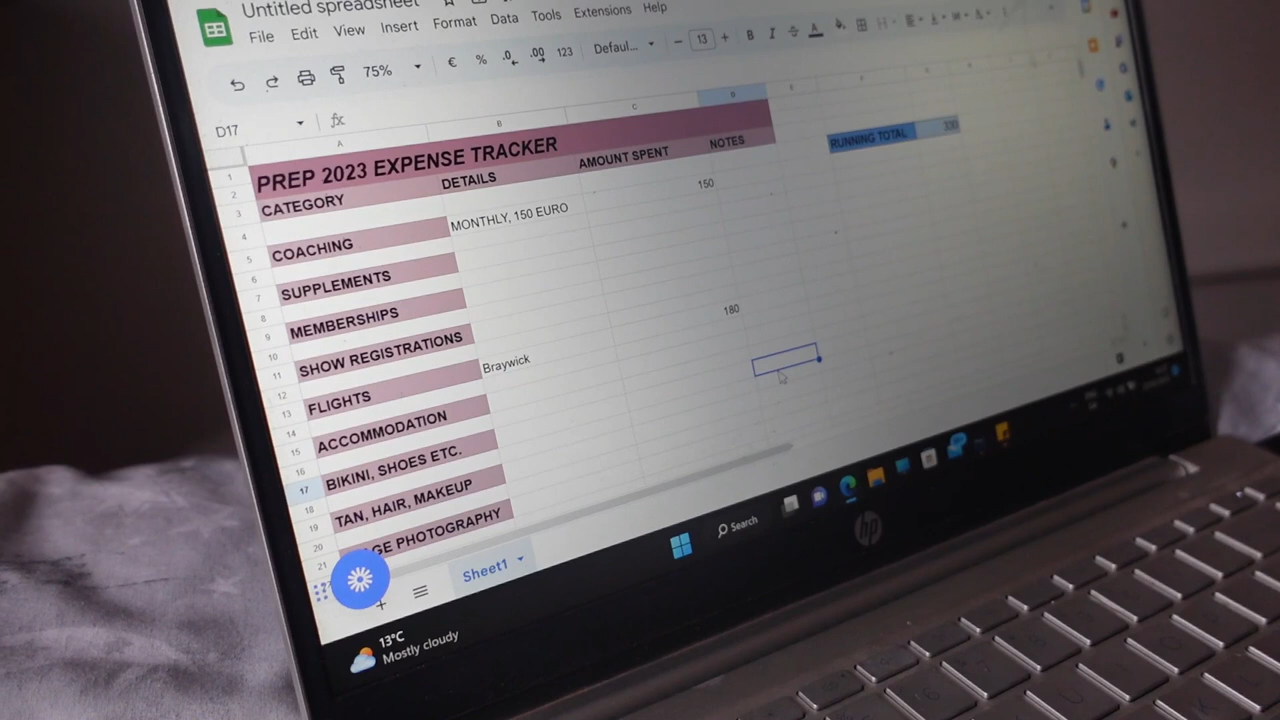 Untitled spreadsheet
File Edit View Insert Format Data Tools Extensions Help
75% € % .0 .00 123 Defaul... 13 B I A
D17 fx
A B C D E
1 PREP 2023 EXPENSE TRACKER
RUNNING TOTAL 330
2 CATEGORY DETAILS AMOUNT SPENT NOTES
3 150
4 COACHING MONTHLY, 150 EURO
5
6 SUPPLEMENTS
7
8 MEMBERSHIPS
9
10 SHOW REGISTRATIONS 180
11
12 FLIGHTS Braywick
13
14 ACCOMMODATION
15
16 BIKINI, SHOES ETC.
17
18 TAN, HAIR, MAKEUP
19
20 GE PHOTOGRAPHY
21
Sheet1
Search
hp
13°C
Mostly cloudy